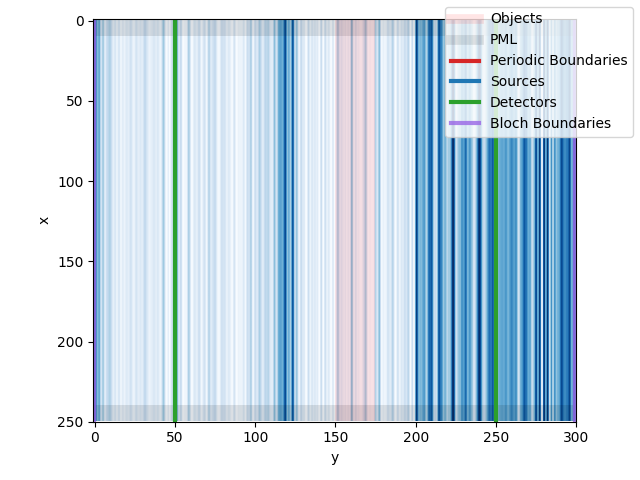 Objects
PML
Periodic Boundaries
Sources
Detectors
Bloch Boundaries
0
50
100
150
200
250
x
0
50
100
150
200
250
300
y